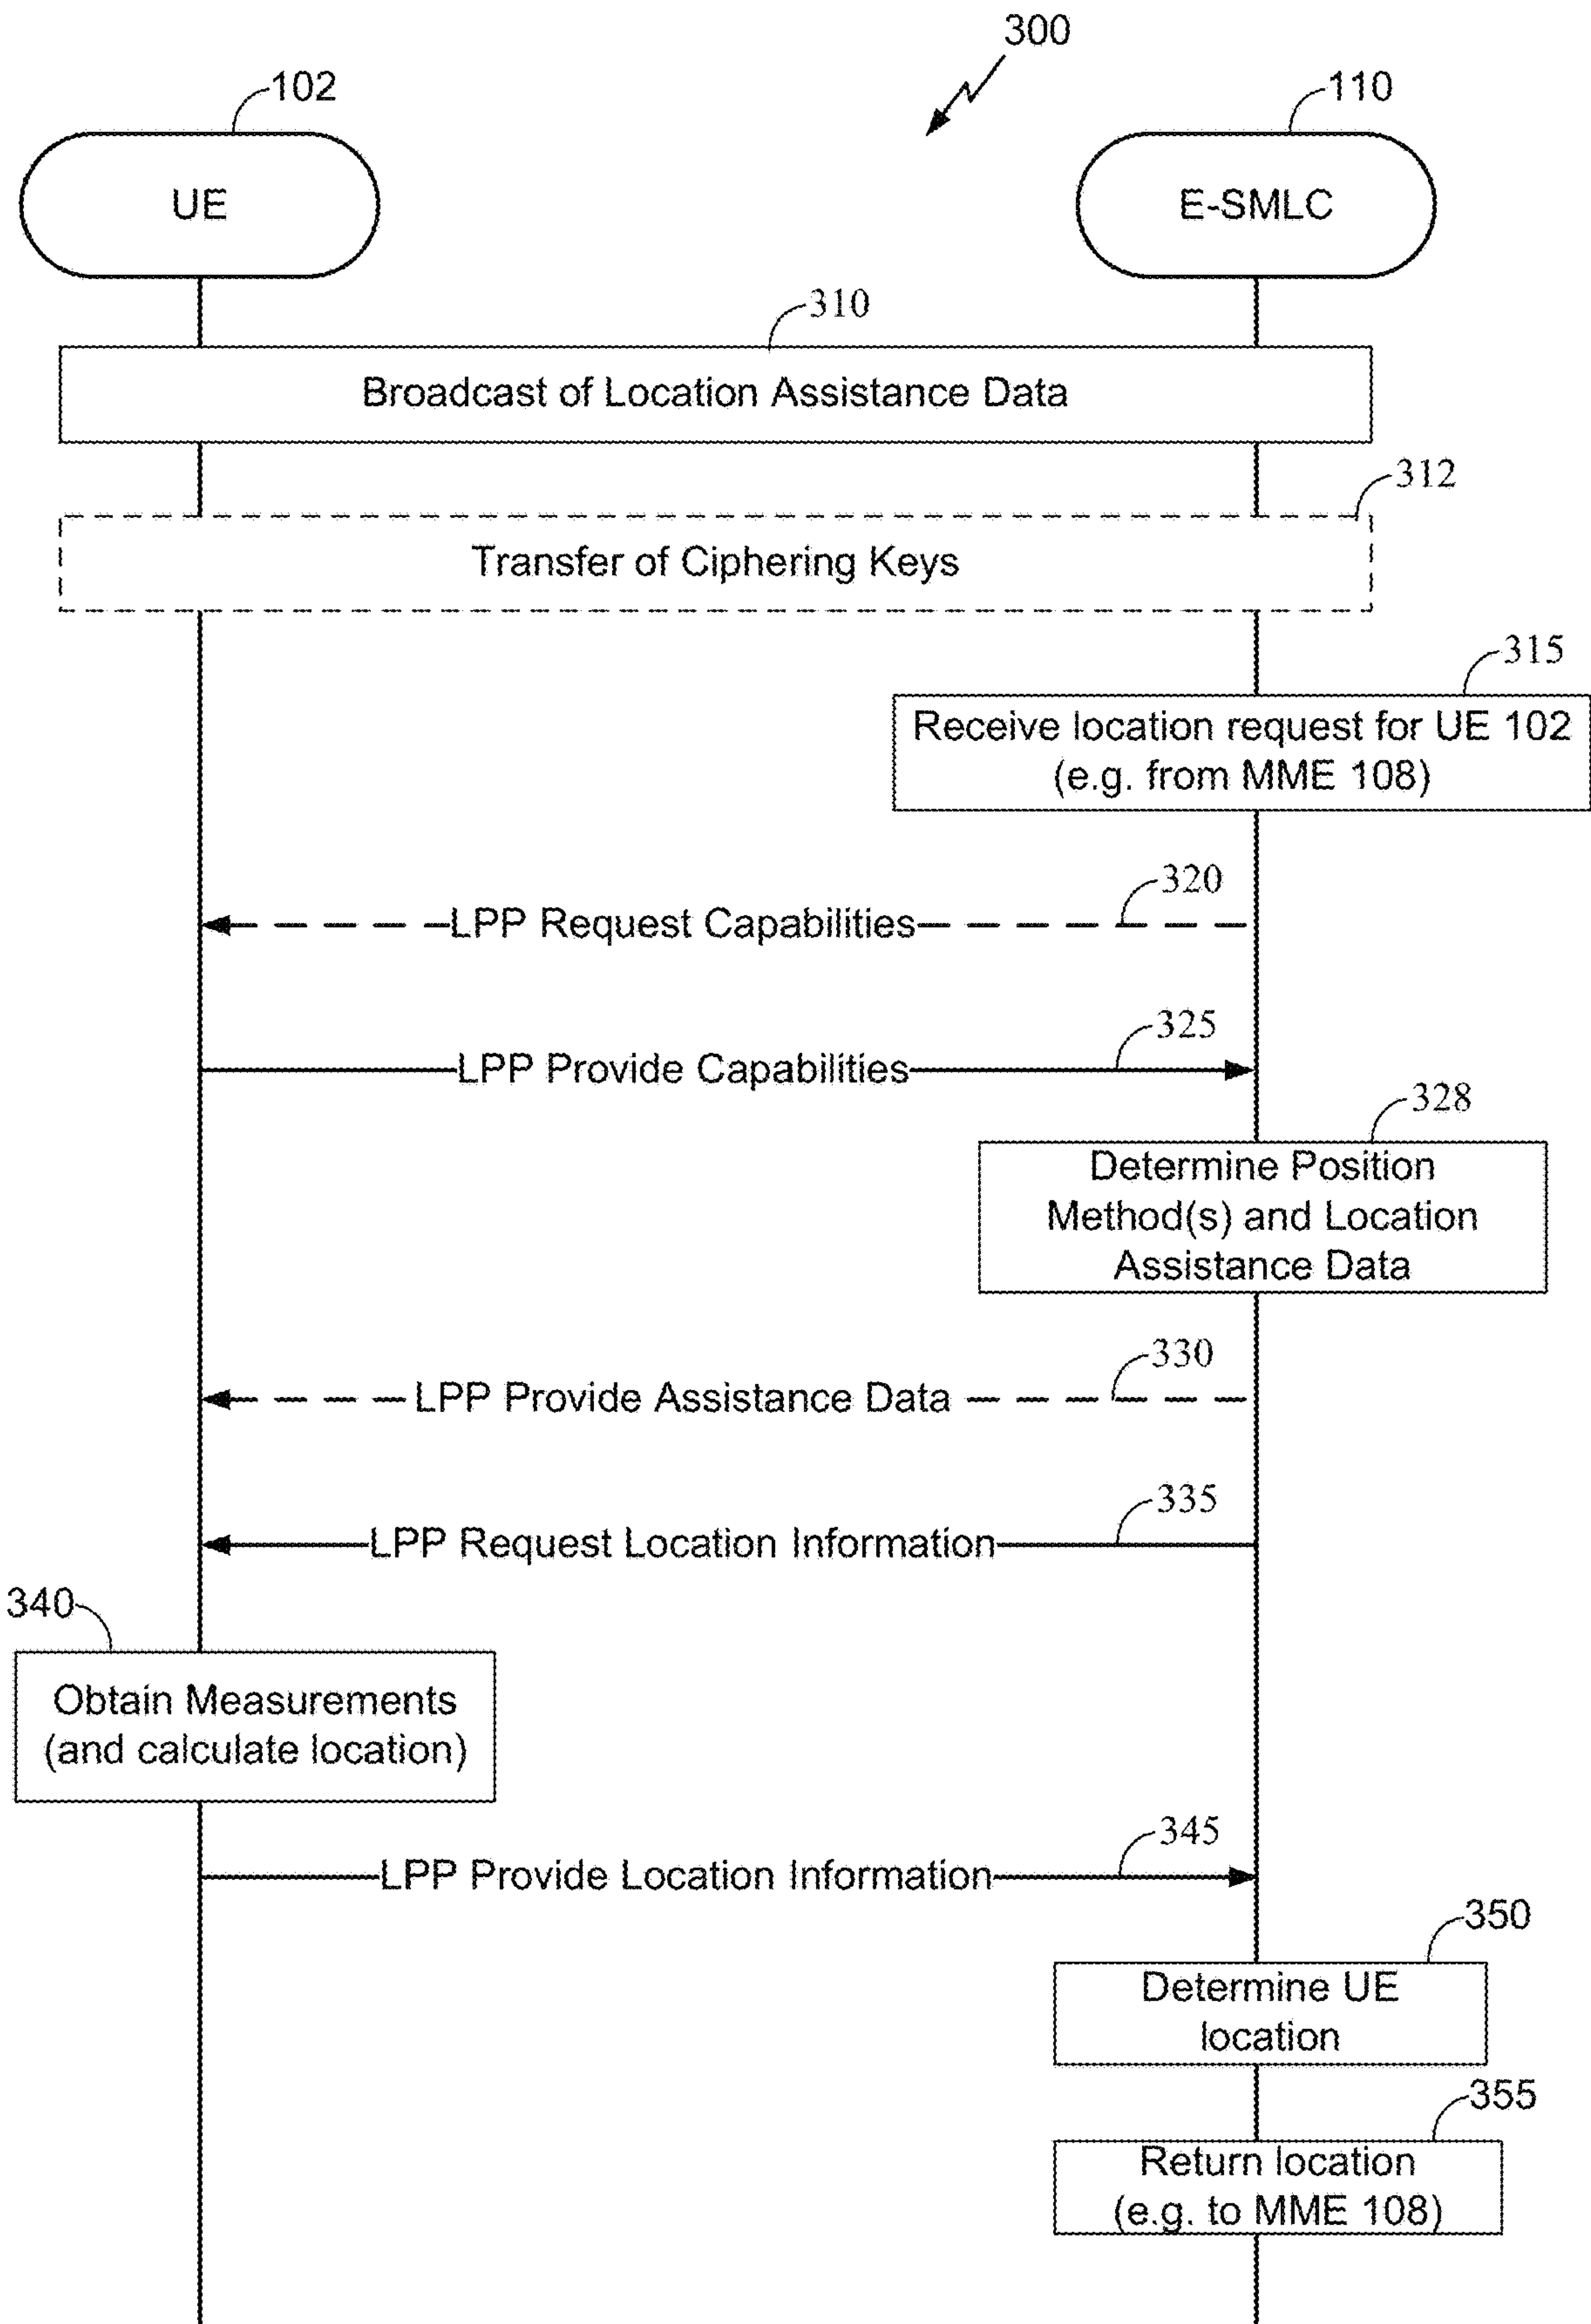 300
102
110
UE
E-SMLC
310
Broadcast of Location Assistance Data
312
Transfer of Ciphering Keys
315
Receive location request for UE 102
(e.g. from MME 108)
320
LPP Request Capabilities
325
LPP Provide Capabilities
328
Determine Position
Method(s) and Location
Assistance Data
330
LPP Provide Assistance Data
335
LPP Request Location Information
340
Obtain Measurements
(and calculate location)
345
LPP Provide Location Information
350
Determine UE
location
355
Return location
(e.g. to MME 108)